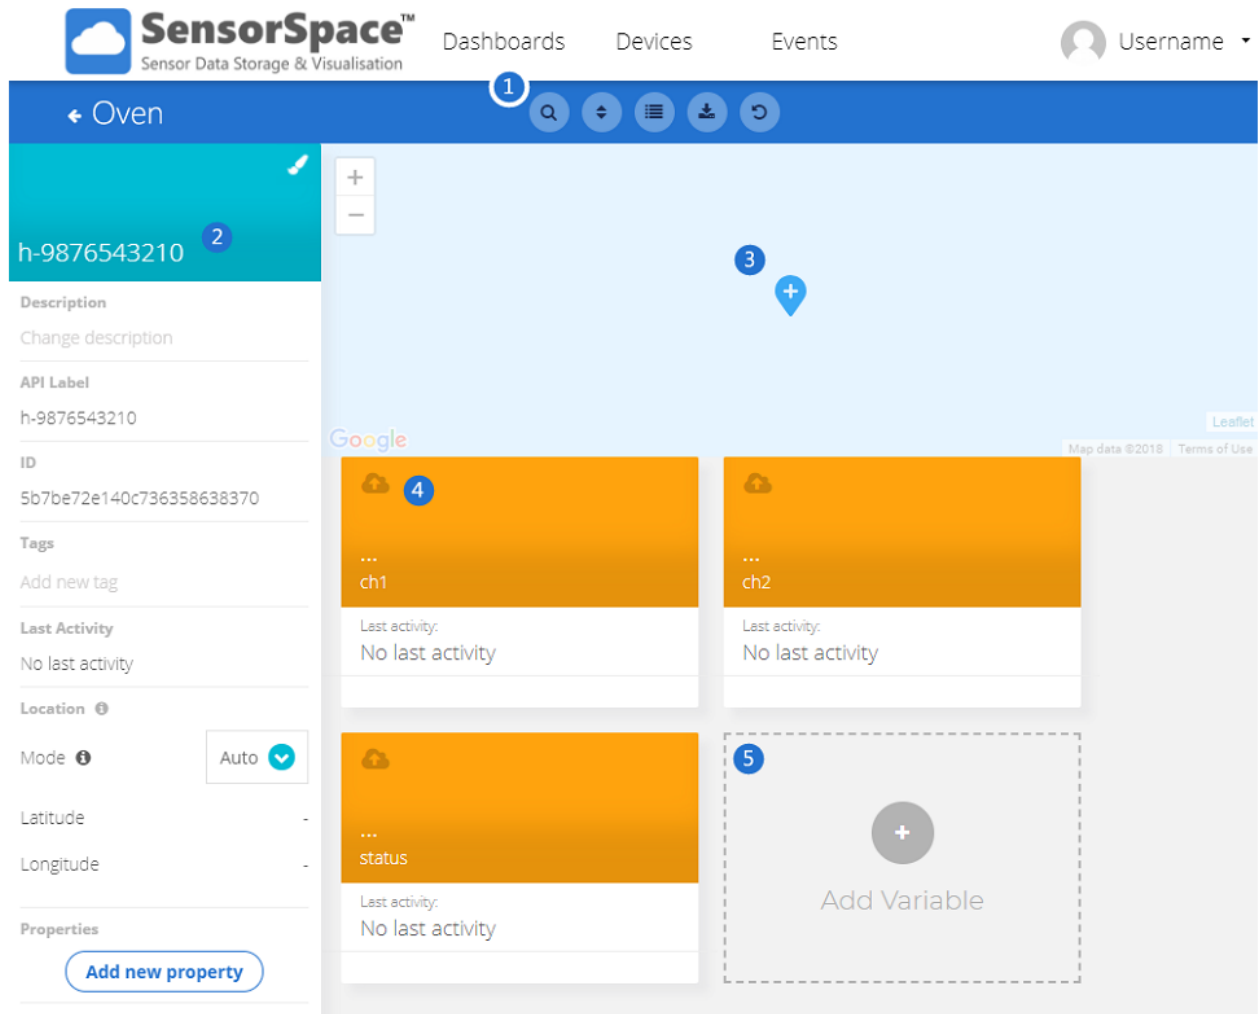 SensorSpace™
Sensor Data Storage & Visualisation
Dashboards Devices Events Username
1
Oven
2
h-9876543210
Description
Change description
API Label
h-9876543210
ID
5b7be72e140c736358638370
Tags
Add new tag
Last Activity
No last activity
Location
Mode Auto
Latitude -
Longitude -
Properties
Add new property
+
−
3
Google
Leaflet
Map data ©2018 Terms of Use
4
...
ch1
Last activity:
No last activity
...
ch2
Last activity:
No last activity
...
status
Last activity:
No last activity
5
Add Variable